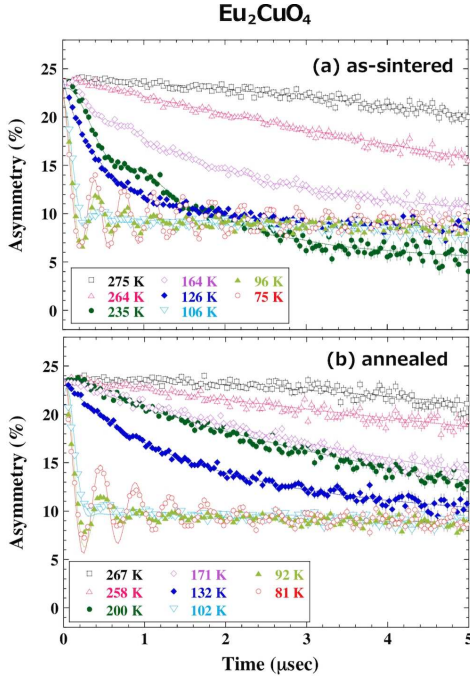 Eu₂CuO₄
(a) as-sintered
25
20
15
10
5
0
Asymmetry (%)
275 K 164 K 96 K
264 K 126 K 75 K
235 K 106 K
(b) annealed
25
20
15
10
5
0
Asymmetry (%)
267 K 171 K 92 K
258 K 132 K 81 K
200 K 102 K
0 1 2 3 4 5
Time (μsec)